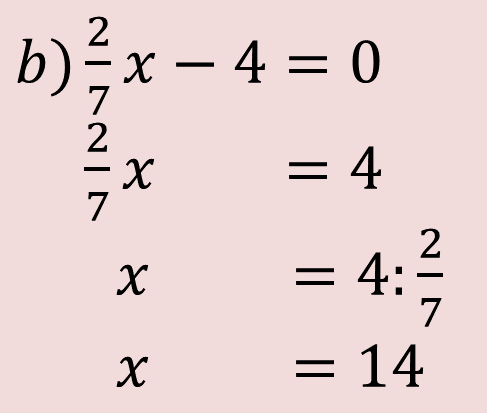 b) 2/7 x − 4 = 0
2/7 x = 4
x = 4 : 2/7
x = 14